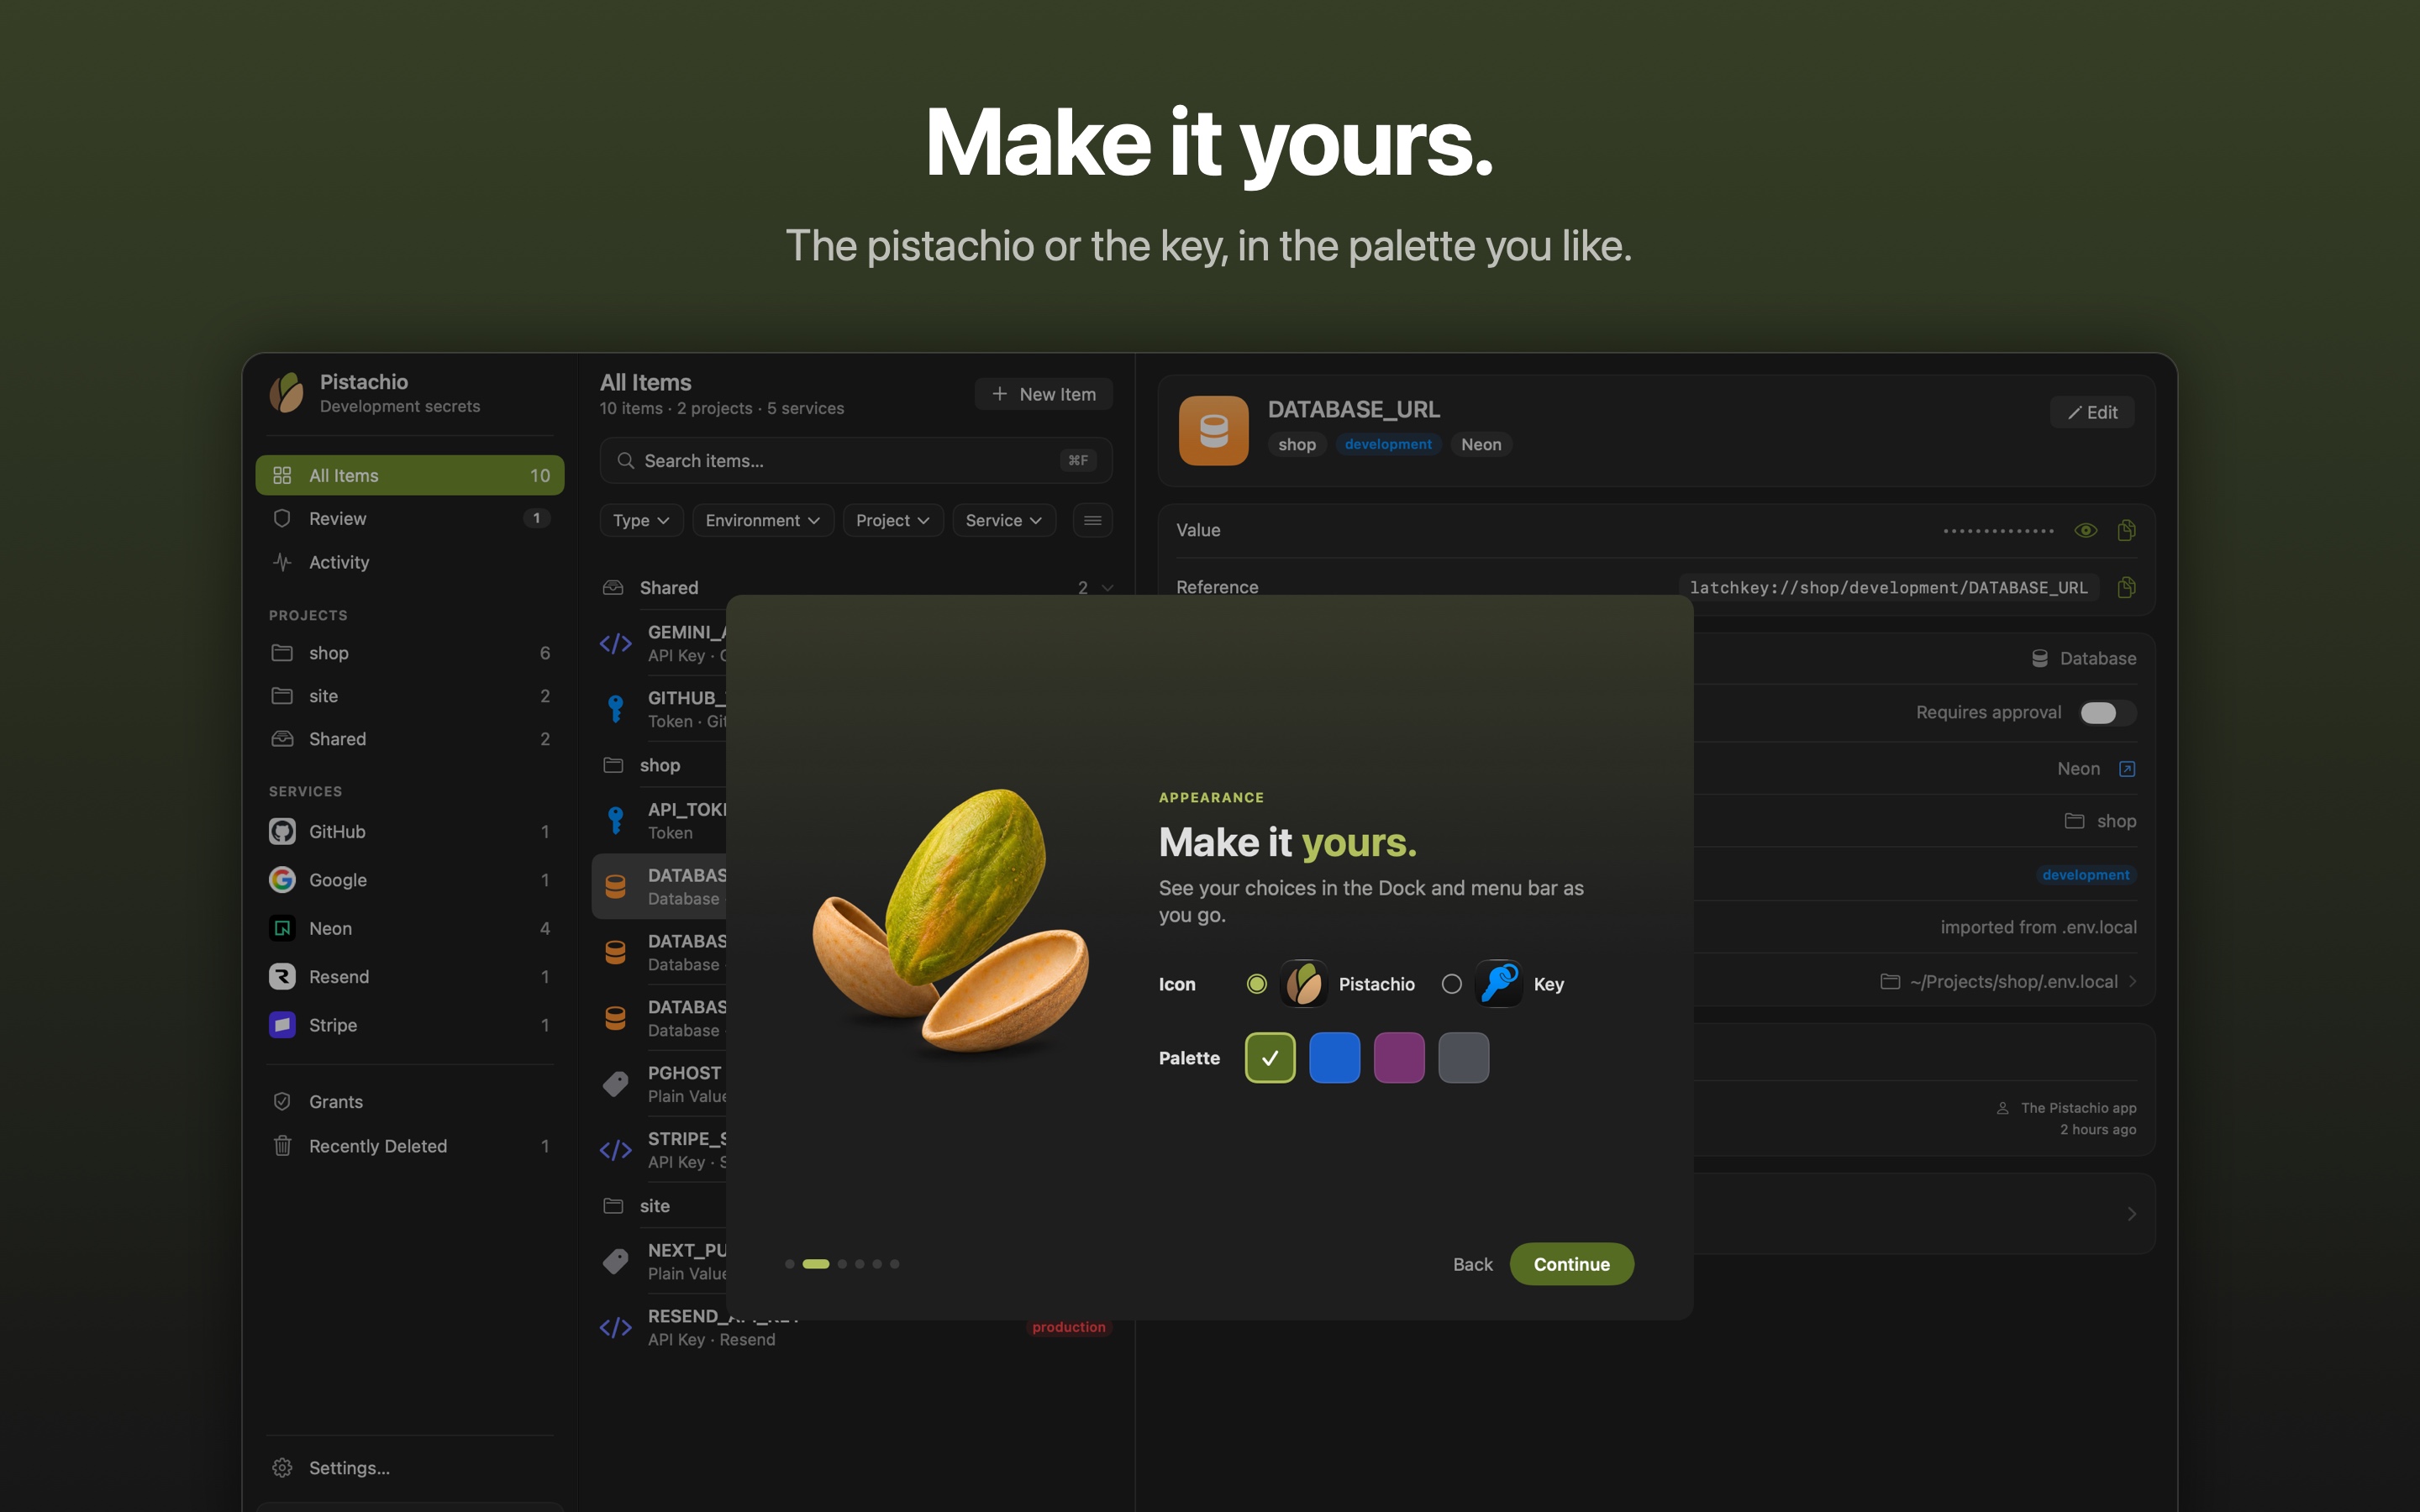 Make it yours.
The pistachio or the key, in the palette you like.
Pistachio
Development secrets
All Items 10
Review 1
Activity
PROJECTS
shop 6
site 2
Shared 2
SERVICES
GitHub 1
Google 1
Neon 4
Resend 1
Stripe 1
Grants
Recently Deleted 1
Settings...
All Items
10 items · 2 projects · 5 services
New Item
Search items... ⌘F
Type Environment Project Service
Shared 2
GEMINI_
API Key ·
GITHUB_
Token · Git
shop
API_TOK
Token
DATABAS
Database
DATABAS
Database
DATABAS
Database
PGHOST
Plain Value
STRIPE_S
API Key · S
site
NEXT_PU
Plain Value
RESEND_
API Key · Resend
production
DATABASE_URL
Edit
shop development Neon
Value ••••••••••••••
Reference latchkey://shop/development/DATABASE_URL
Database
Requires approval
Neon
shop
development
imported from .env.local
~/Projects/shop/.env.local
The Pistachio app
2 hours ago
APPEARANCE
Make it yours.
See your choices in the Dock and menu bar as
you go.
Icon Pistachio Key
Palette
Back Continue